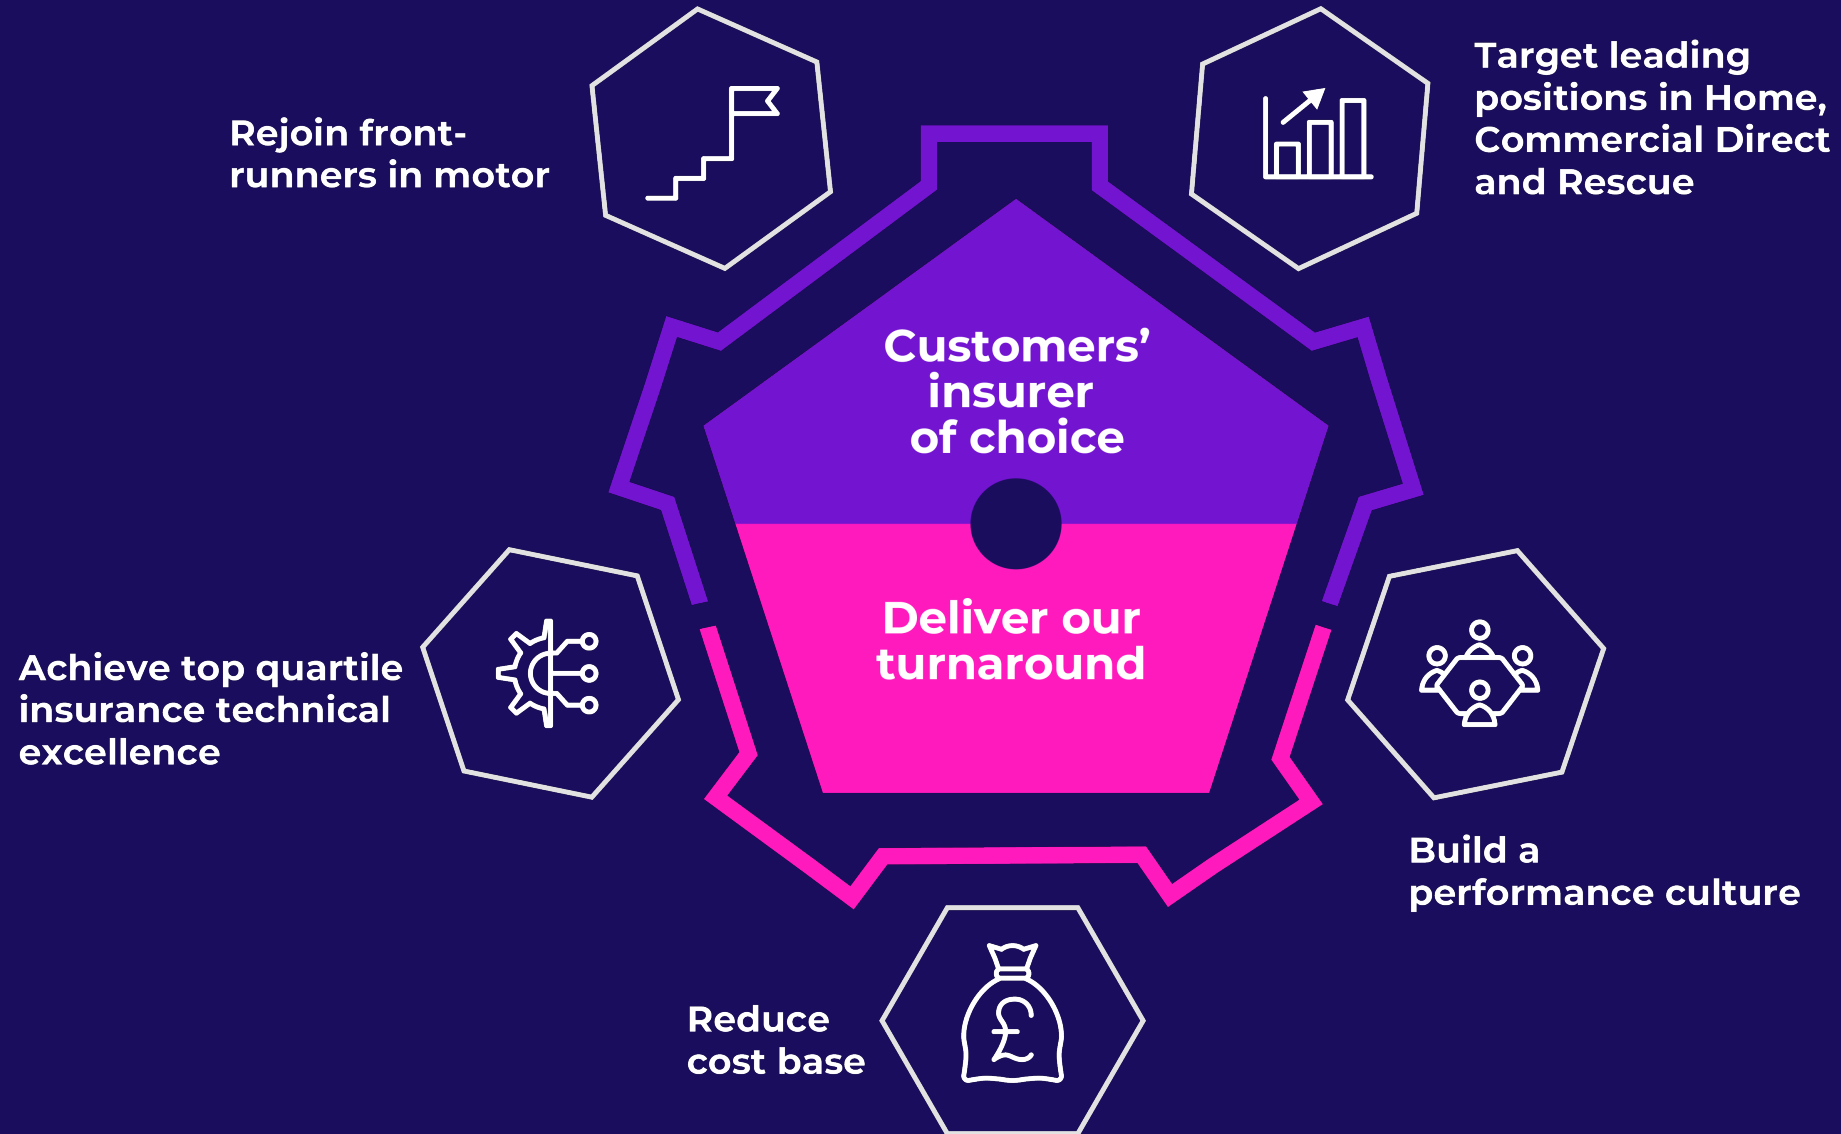 Rejoin front-
runners in motor
Target leading
positions in Home,
Commercial Direct
and Rescue
Customers’
insurer
of choice
Deliver our
turnaround
Achieve top quartile
insurance technical
excellence
Build a
performance culture
Reduce
cost base
£